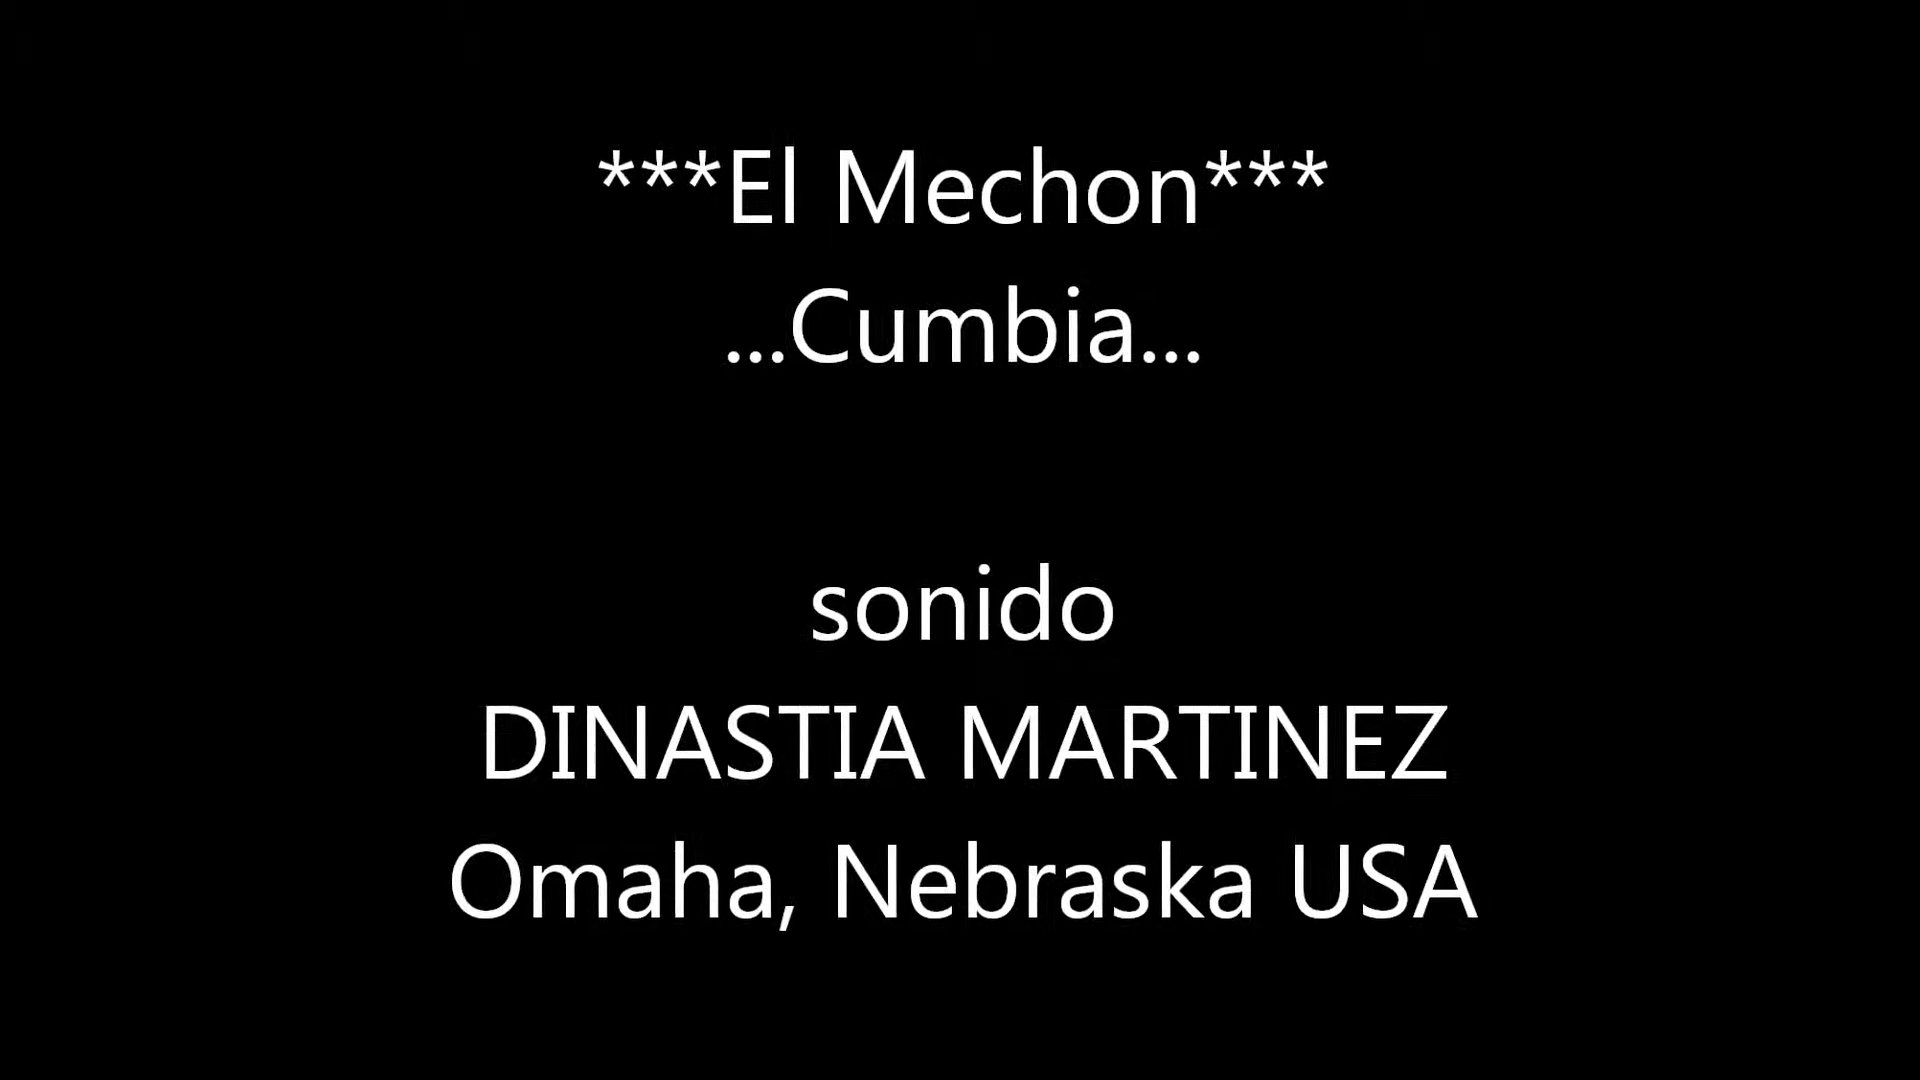 ***El Mechon***
...Cumbia...
sonido
DINASTIA MARTINEZ
Omaha, Nebraska USA